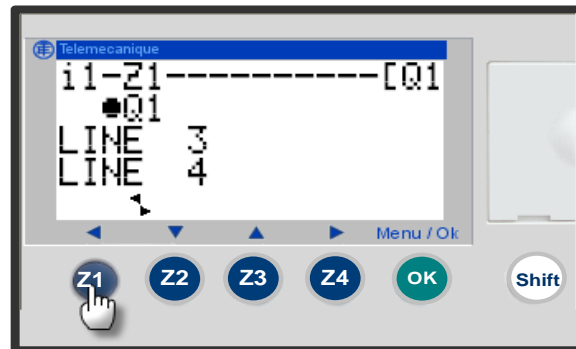 Telemecanique
i1-Z1-----------[Q1
●Q1
LINE 3
LINE 4
◄ ▼ ▲ ► Menu / Ok
Z1 Z2 Z3 Z4 OK Shift